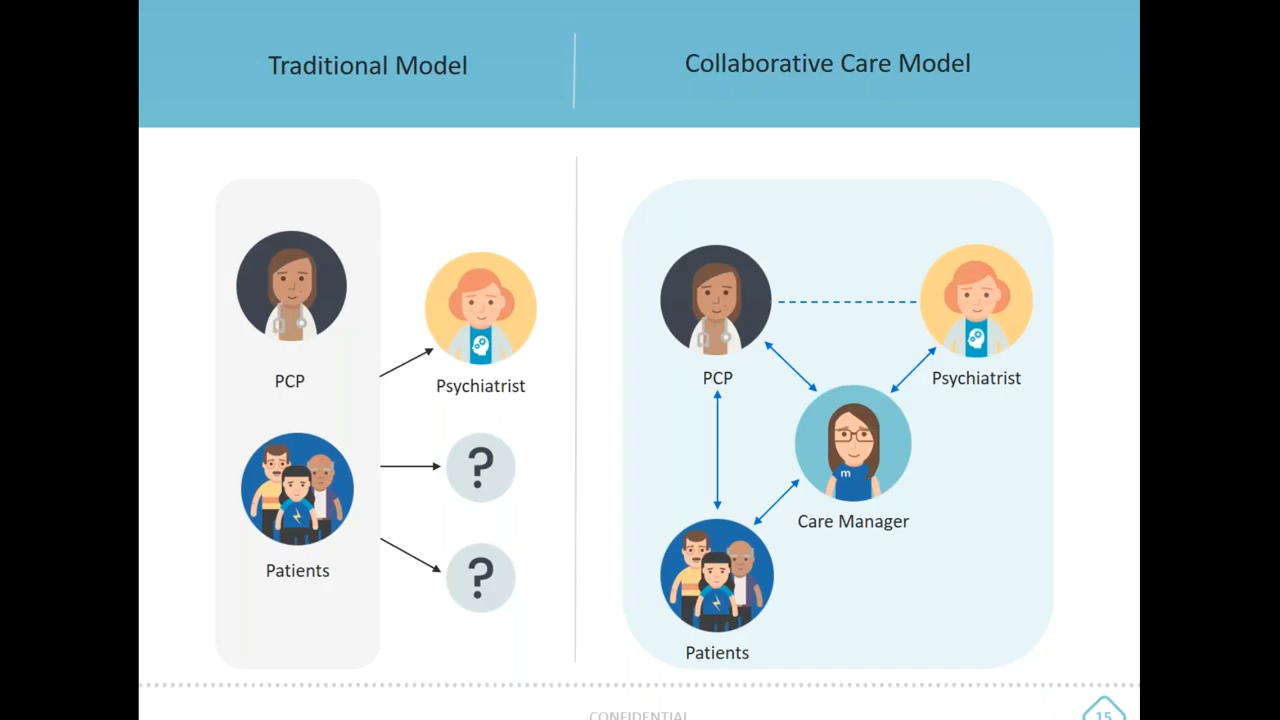 Traditional Model
Collaborative Care Model
PCP
Psychiatrist
?
Patients
?
PCP
Psychiatrist
m
Care Manager
Patients
CONFIDENTIAL
15